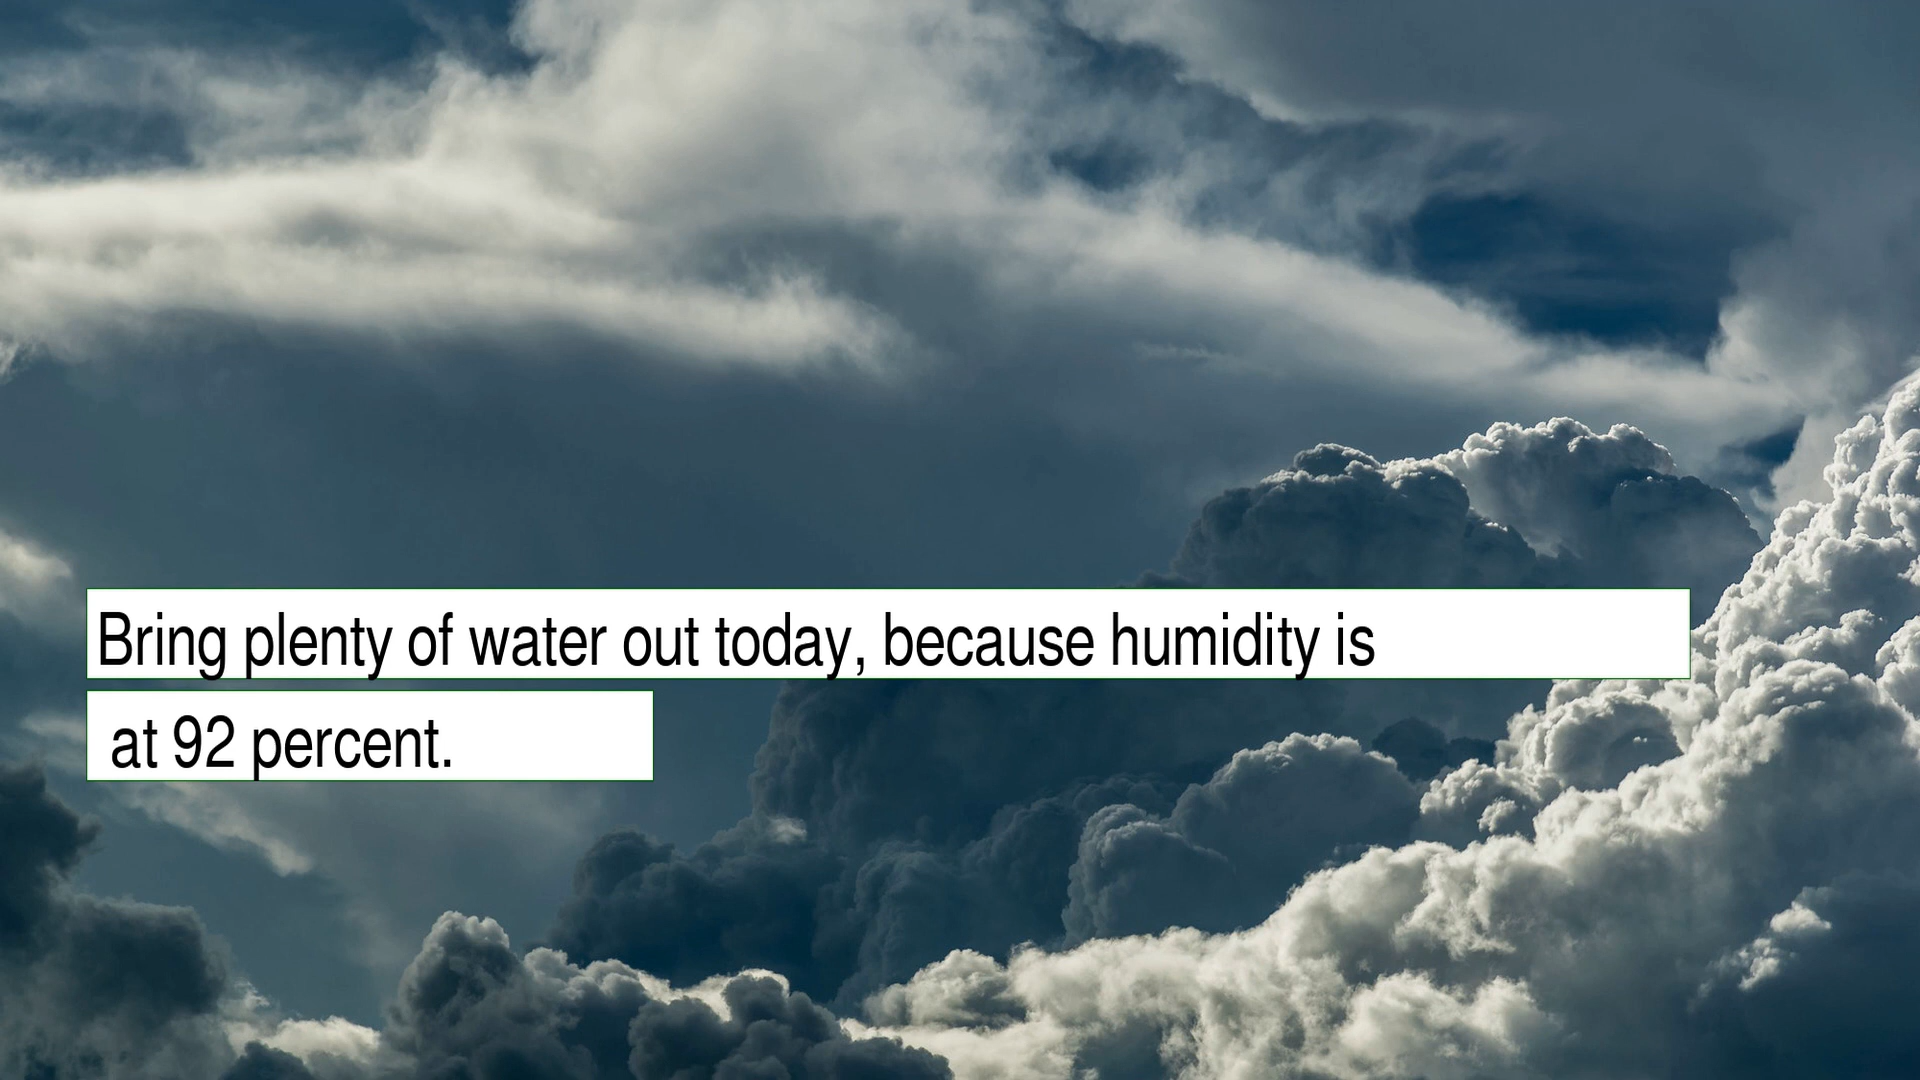 Bring plenty of water out today, because humidity is
at 92 percent.